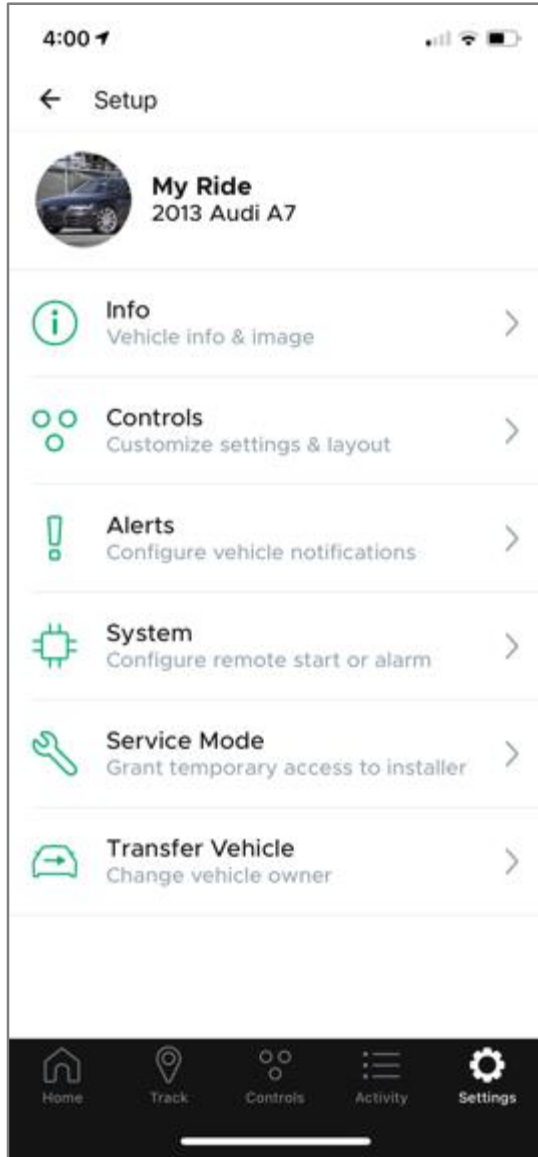 4:00
Setup
My Ride
2013 Audi A7
Info
Vehicle info & image
Controls
Customize settings & layout
Alerts
Configure vehicle notifications
System
Configure remote start or alarm
Service Mode
Grant temporary access to installer
Transfer Vehicle
Change vehicle owner
Home Track Controls Activity Settings